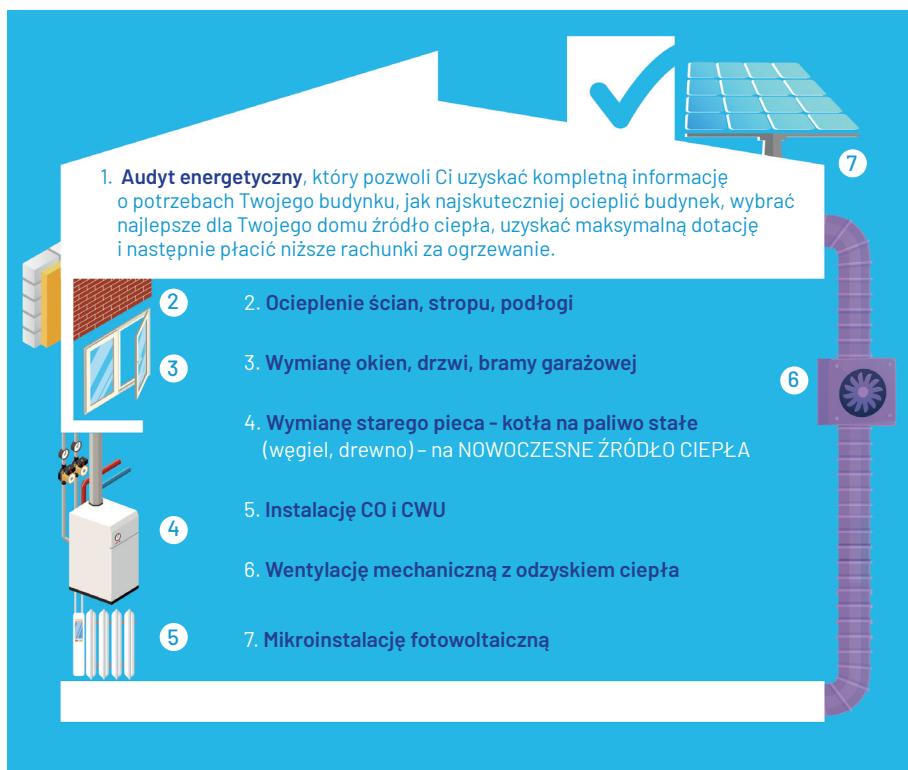 1. Audyt energetyczny, który pozwoli Ci uzyskać kompletną informację
o potrzebach Twojego budynku, jak najskuteczniej ocieplić budynek, wybrać
najlepsze dla Twojego domu źródło ciepła, uzyskać maksymalną dotację
i następnie płacić niższe rachunki za ogrzewanie.
7
2
2. Ocieplenie ścian, stropu, podłogi
3
3. Wymianę okien, drzwi, bramy garażowej
6
4. Wymianę starego pieca - kotła na paliwo stałe
(węgiel, drewno) – na NOWOCZESNE ŹRÓDŁO CIEPŁA
4
5. Instalację CO i CWU
6. Wentylację mechaniczną z odzyskiem ciepła
5
7. Mikroinstalację fotowoltaiczną